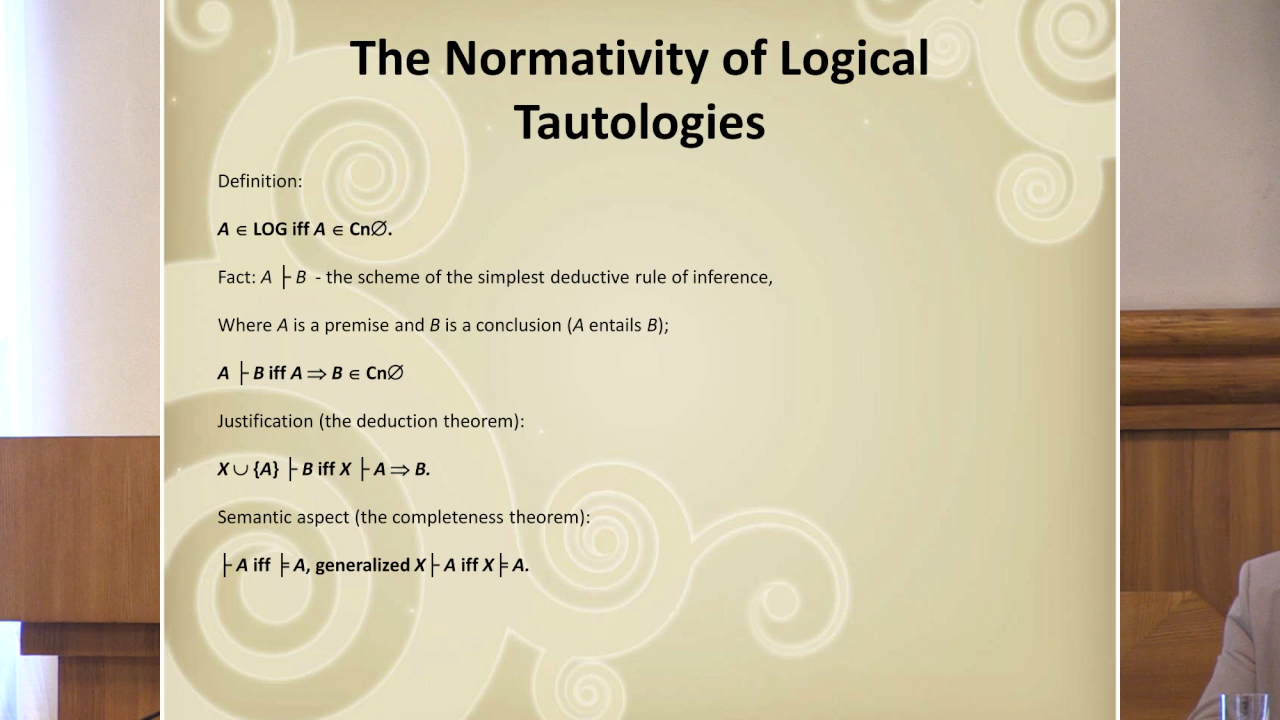 The Normativity of Logical
Tautologies
Definition:
A ∈ LOG iff A ∈ Cn∅.
Fact: A ├ B - the scheme of the simplest deductive rule of inference,
Where A is a premise and B is a conclusion (A entails B);
A ├ B iff A ⟹ B ∈ Cn∅
Justification (the deduction theorem):
X ∪ {A} ├ B iff X ├ A ⟹ B.
Semantic aspect (the completeness theorem):
├ A iff ╞ A, generalized X ├ A iff X ╞ A.